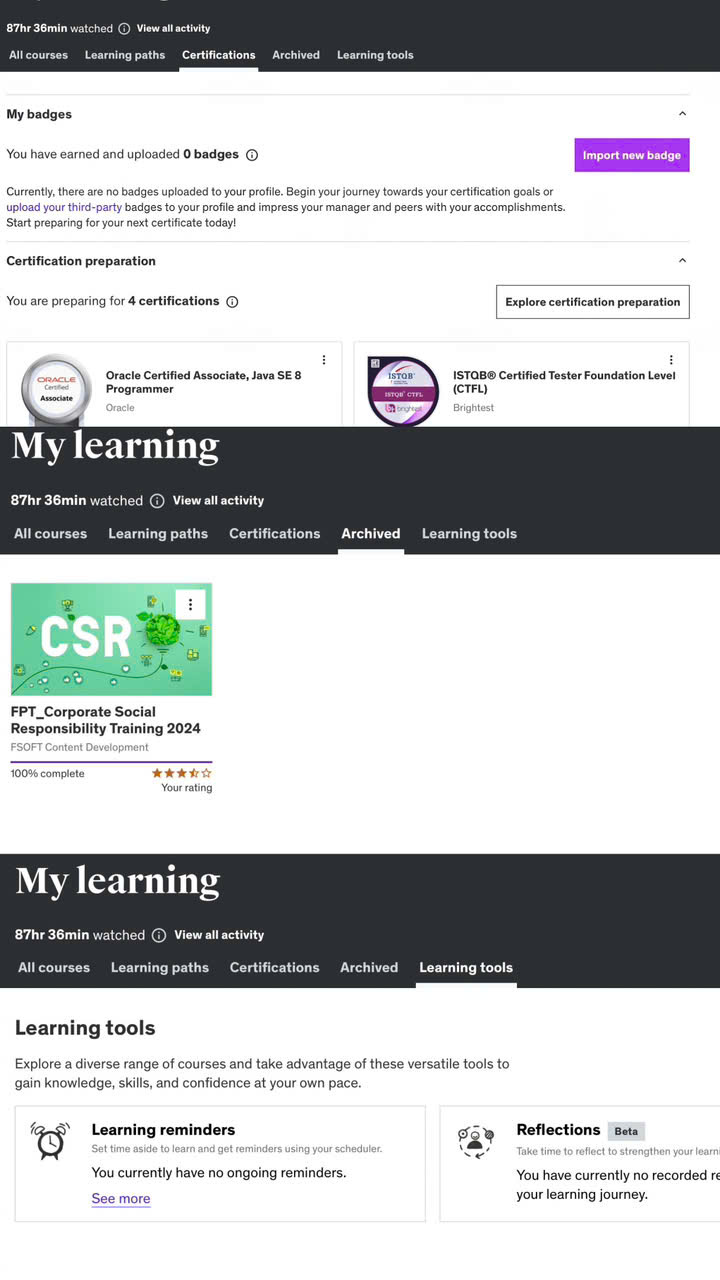 87hr 36min watched View all activity
All courses Learning paths Certifications Archived Learning tools
My badges
You have earned and uploaded 0 badges
Import new badge
Currently, there are no badges uploaded to your profile. Begin your journey towards your certification goals or
upload your third-party badges to your profile and impress your manager and peers with your accomplishments.
Start preparing for your next certificate today!
Certification preparation
You are preparing for 4 certifications
Explore certification preparation
ORACLE
Certified
Associate
Oracle Certified Associate, Java SE 8
Programmer
Oracle
ISTQB
ISTQB® CTFL
brightest
ISTQB® Certified Tester Foundation Level
(CTFL)
Brightest
My learning
87hr 36min watched View all activity
All courses Learning paths Certifications Archived Learning tools
CSR
FPT_Corporate Social
Responsibility Training 2024
FSOFT Content Development
100% complete
Your rating
My learning
87hr 36min watched View all activity
All courses Learning paths Certifications Archived Learning tools
Learning tools
Explore a diverse range of courses and take advantage of these versatile tools to
gain knowledge, skills, and confidence at your own pace.
Learning reminders
Set time aside to learn and get reminders using your scheduler.
You currently have no ongoing reminders.
See more
Reflections Beta
Take time to reflect to strengthen your learni
You have currently no recorded re
your learning journey.